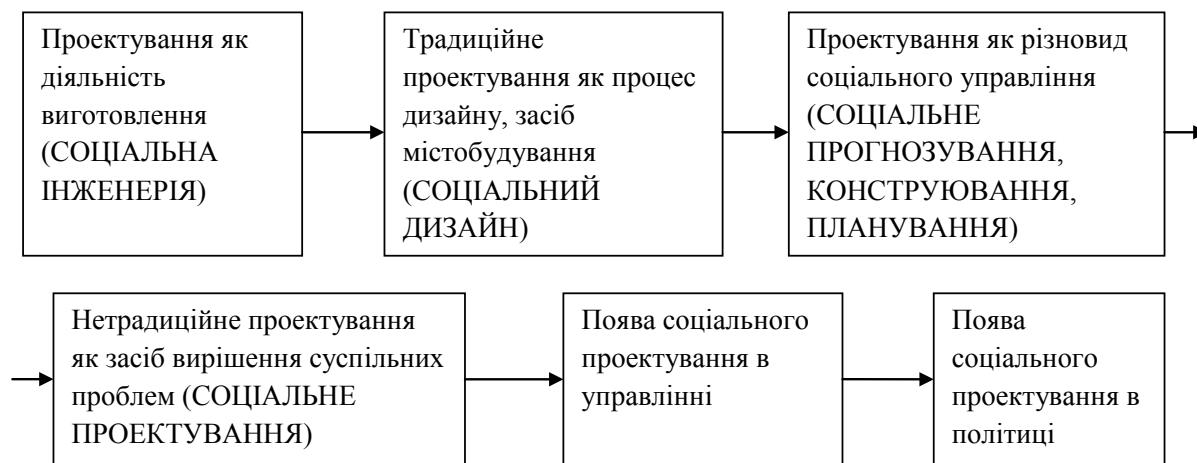 Проектування як
діяльність
виготовлення
(СОЦІАЛЬНА
ІНЖЕНЕРІЯ)
Традиційне
проектування як процес
дизайну, засіб
містобудування
(СОЦІАЛЬНИЙ
ДИЗАЙН)
Проектування як різновид
соціального управління
(СОЦІАЛЬНЕ
ПРОГНОЗУВАННЯ,
КОНСТРУЮВАННЯ,
ПЛАНУВАННЯ)
Нетрадиційне проектування
як засіб вирішення суспільних
проблем (СОЦІАЛЬНЕ
ПРОЕКТУВАННЯ)
Поява соціального
проектування в
управлінні
Поява
соціального
проектування в
політиці